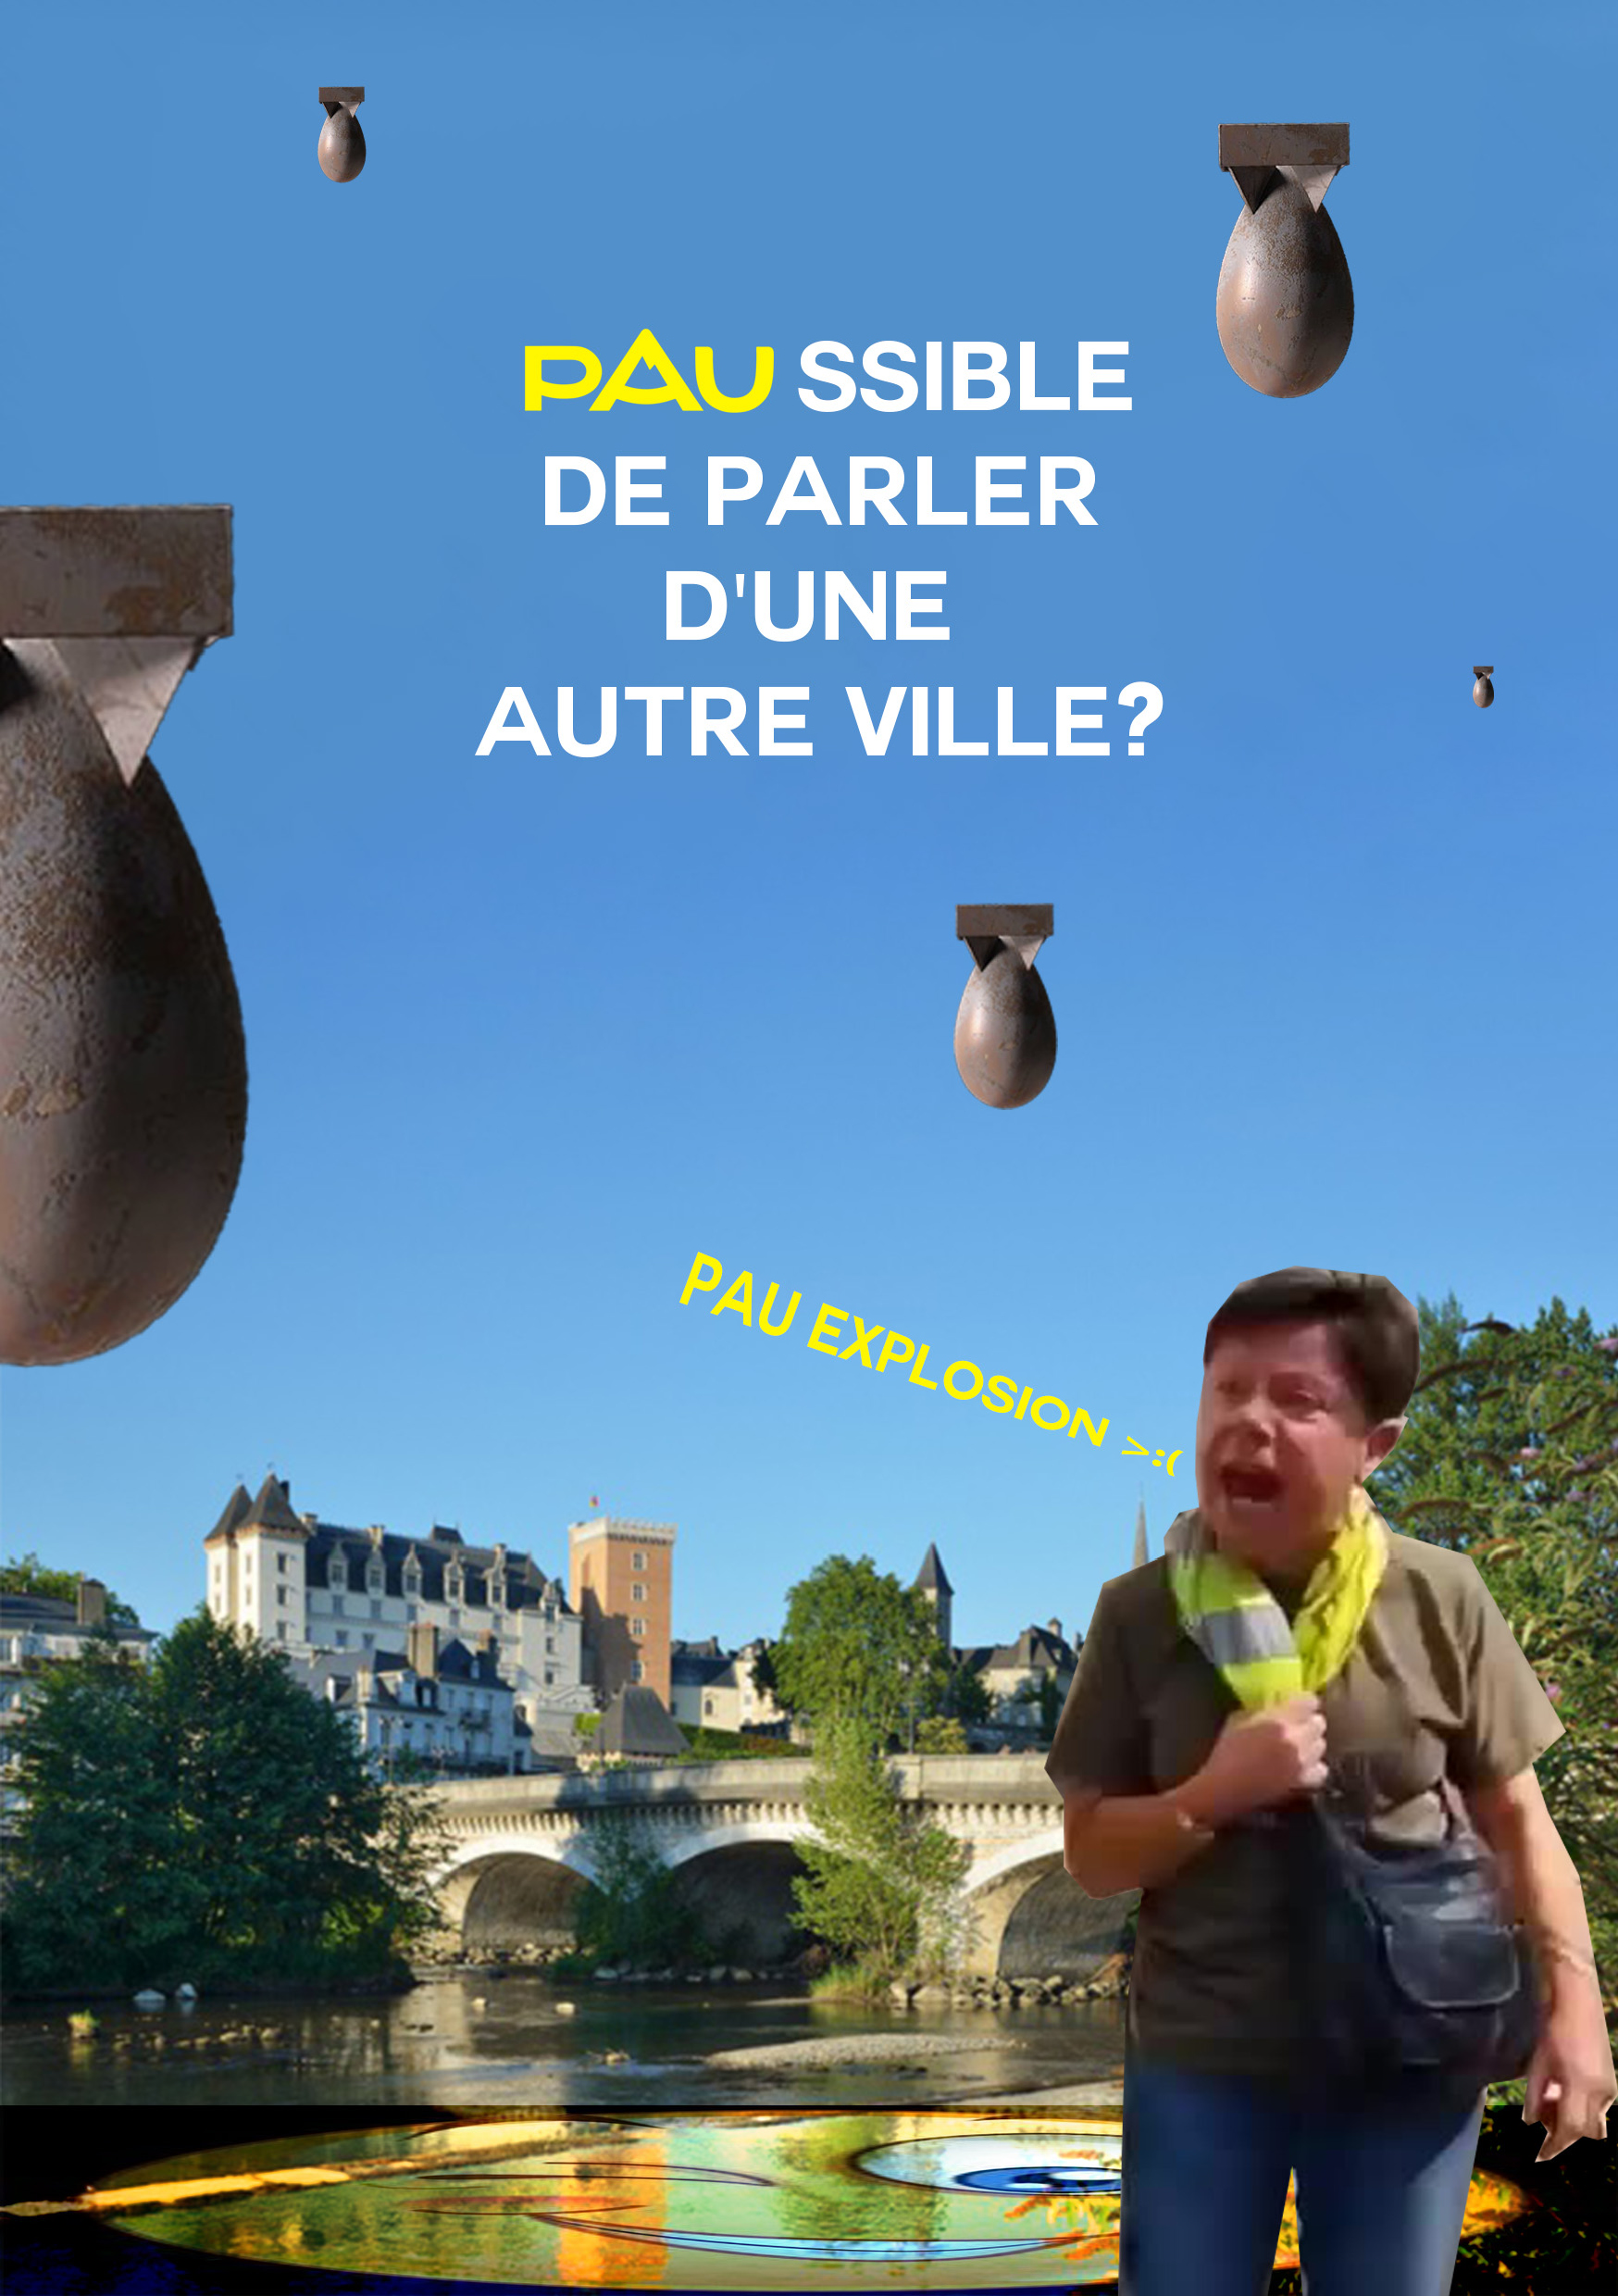 PAU SSIBLE
DE PARLER
D'UNE
AUTRE VILLE?
PAU EXPLOSION >:(